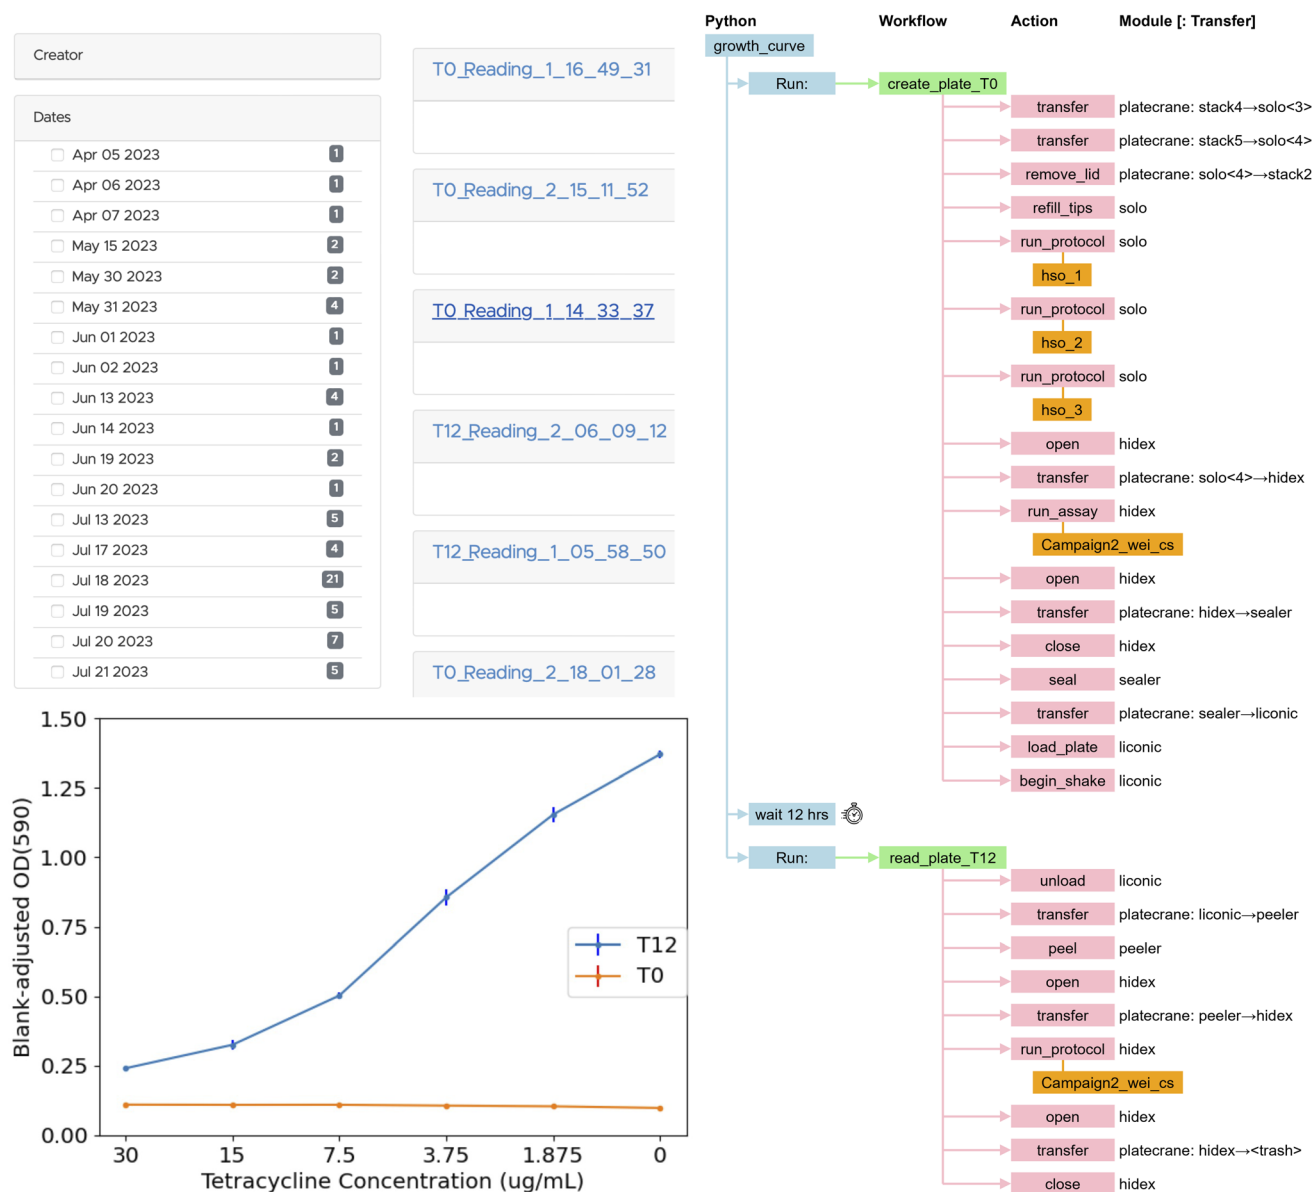 Creator
Dates
Apr 05 2023 1
Apr 06 2023 1
Apr 07 2023 1
May 15 2023 2
May 30 2023 2
May 31 2023 4
Jun 01 2023 1
Jun 02 2023 1
Jun 13 2023 4
Jun 14 2023 1
Jun 19 2023 2
Jun 20 2023 1
Jul 13 2023 5
Jul 17 2023 4
Jul 18 2023 21
Jul 19 2023 5
Jul 20 2023 7
Jul 21 2023 5
T0_Reading_1_16_49_31
T0_Reading_2_15_11_52
T0_Reading_1_14_33_37
T12_Reading_2_06_09_12
T12_Reading_1_05_58_50
T0_Reading_2_18_01_28
1.50
1.25
1.00
0.75
0.50
0.25
0.00
Blank-adjusted OD(590)
T12
T0
30 15 7.5 3.75 1.875 0
Tetracycline Concentration (ug/mL)
Python Workflow Action Module [: Transfer]
growth_curve
Run: create_plate_T0
transfer platecrane: stack4→solo<3>
transfer platecrane: stack5→solo<4>
remove_lid platecrane: solo<4>→stack2
refill_tips solo
run_protocol solo
hso_1
run_protocol solo
hso_2
run_protocol solo
hso_3
open hidex
transfer platecrane: solo<4>→hidex
run_assay hidex
Campaign2_wei_cs
open hidex
transfer platecrane: hidex→sealer
close hidex
seal sealer
transfer platecrane: sealer→liconic
load_plate liconic
begin_shake liconic
wait 12 hrs
Run: read_plate_T12
unload liconic
transfer platecrane: liconic→peeler
peel peeler
open hidex
transfer platecrane: peeler→hidex
run_protocol hidex
Campaign2_wei_cs
open hidex
transfer platecrane: hidex→<trash>
close hidex